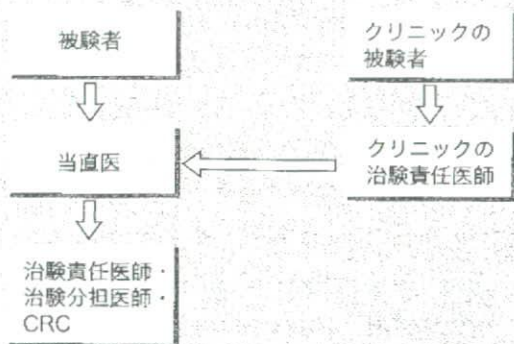 被験者
クリニックの
被験者
当直医
クリニックの
治験責任医師
治験責任医師・
治験分担医師・
CRC